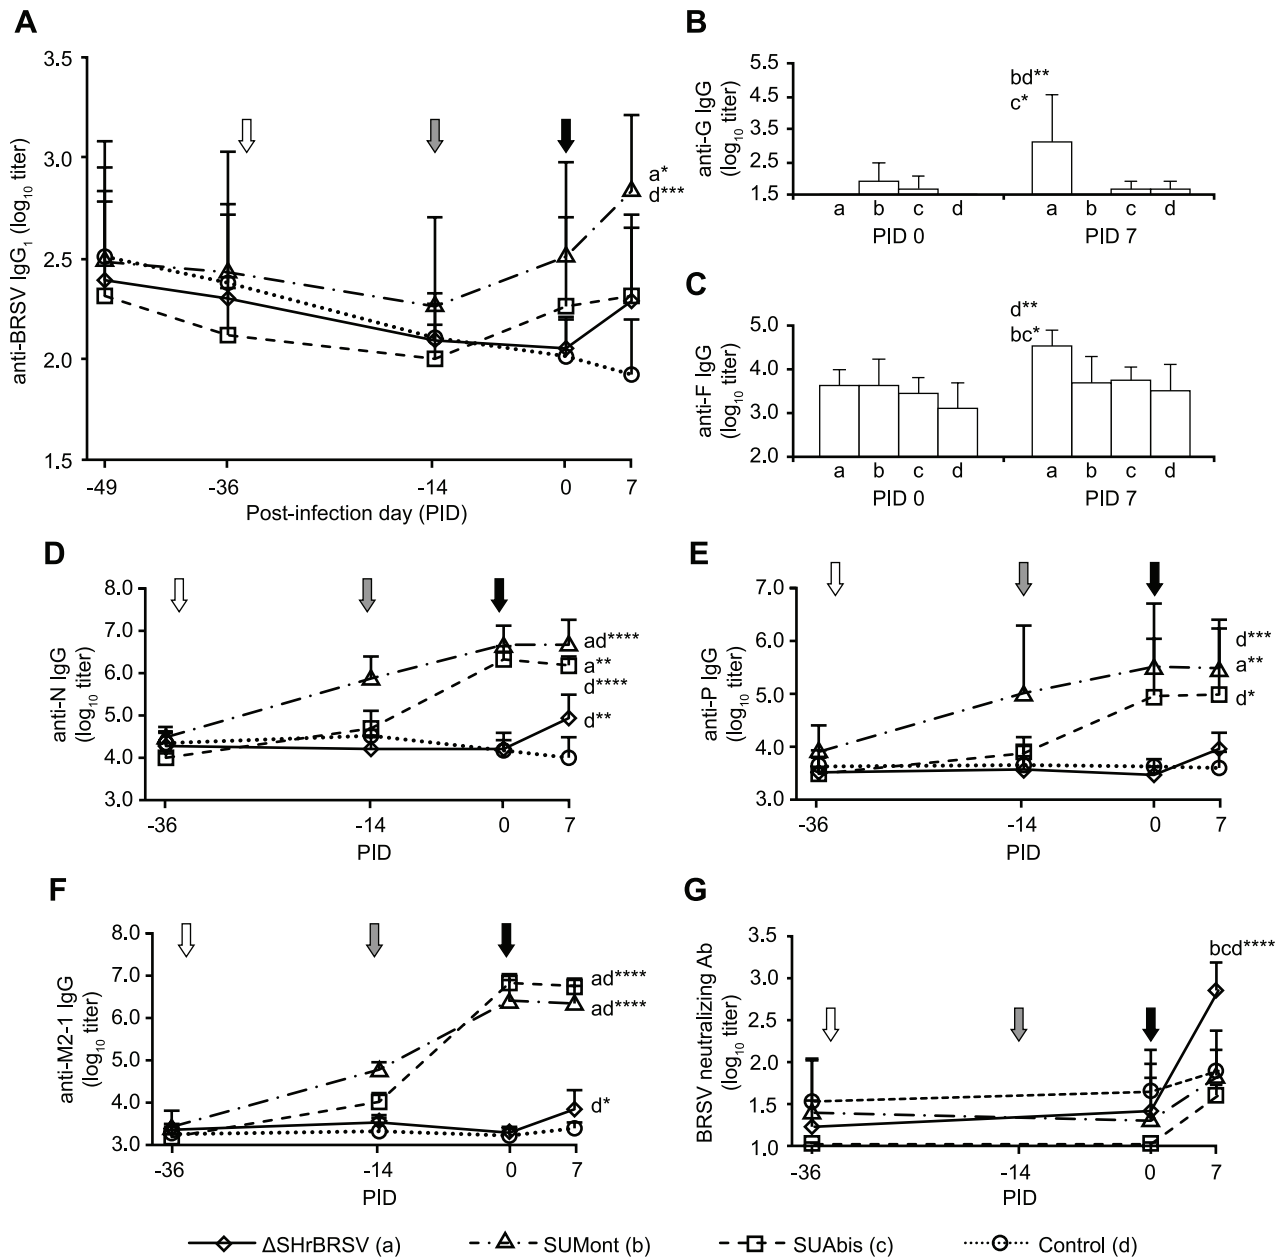 A
3.5
3.0
2.5
2.0
1.5
anti-BRSV IgG1 (log10 titer)
a*
d***
-49 -36 -14 0 7
Post-infection day (PID)
B
5.5
4.5
3.5
2.5
1.5
anti-G IgG
(log10 titer)
bd**
c*
a b c d a b c d
PID 0 PID 7
C
5.0
4.0
3.0
2.0
anti-F IgG
(log10 titer)
d**
bc*
a b c d a b c d
PID 0 PID 7
D
8.0
7.0
6.0
5.0
4.0
3.0
anti-N IgG
(log10 titer)
ad****
a**
d****
d**
-36 -14 0 7
PID
E
7.0
6.0
5.0
4.0
3.0
anti-P IgG
(log10 titer)
d***
a**
d*
-36 -14 0 7
PID
F
8.0
7.0
6.0
5.0
4.0
3.0
anti-M2-1 IgG
(log10 titer)
ad****
ad****
d*
-36 -14 0 7
PID
G
3.5
3.0
2.5
2.0
1.5
1.0
BRSV neutralizing Ab
(log10 titer)
bcd****
-36 -14 0 7
PID
ΔSHrBRSV (a) SUMont (b) SUAbis (c) Control (d)